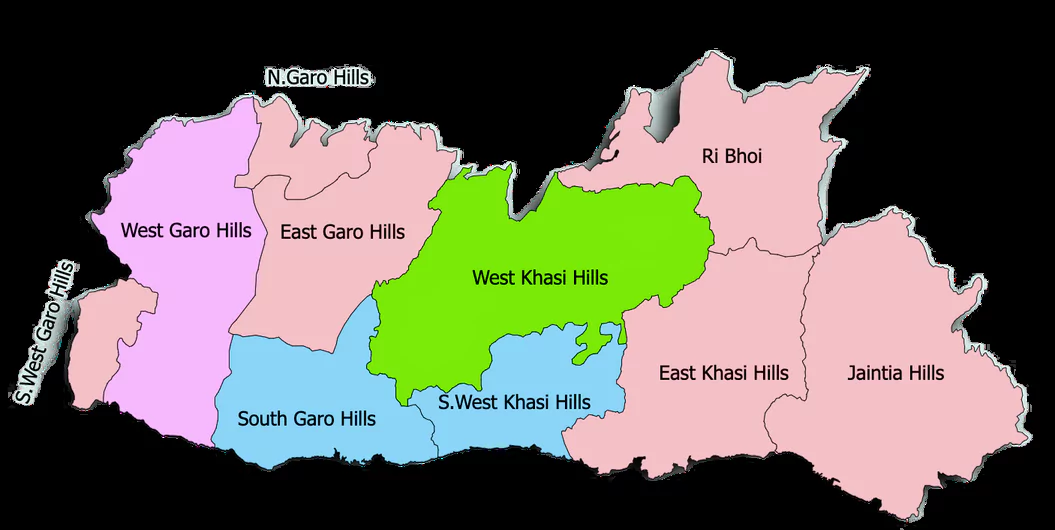 N.Garo Hills
Ri Bhoi
West Garo Hills
East Garo Hills
West Khasi Hills
S.West Garo Hills
East Khasi Hills
Jaintia Hills
S.West Khasi Hills
South Garo Hills